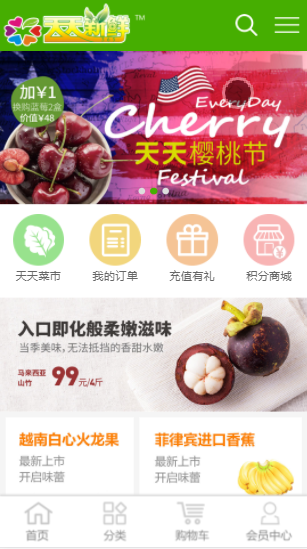 天天新鲜 TM
加¥1
换购蓝莓2盒
价值¥48
EveryDay
Cherry
天天樱桃节
Festival
天天菜市 我的订单 充值有礼 积分商城
入口即化般柔嫩滋味
当季美味,无法抵挡的香甜水嫩
马来西亚
山竹
99元/4斤
越南白心火龙果
最新上市
开启味蕾
菲律宾进口香蕉
最新上市
开启味蕾
首页 分类 购物车 会员中心